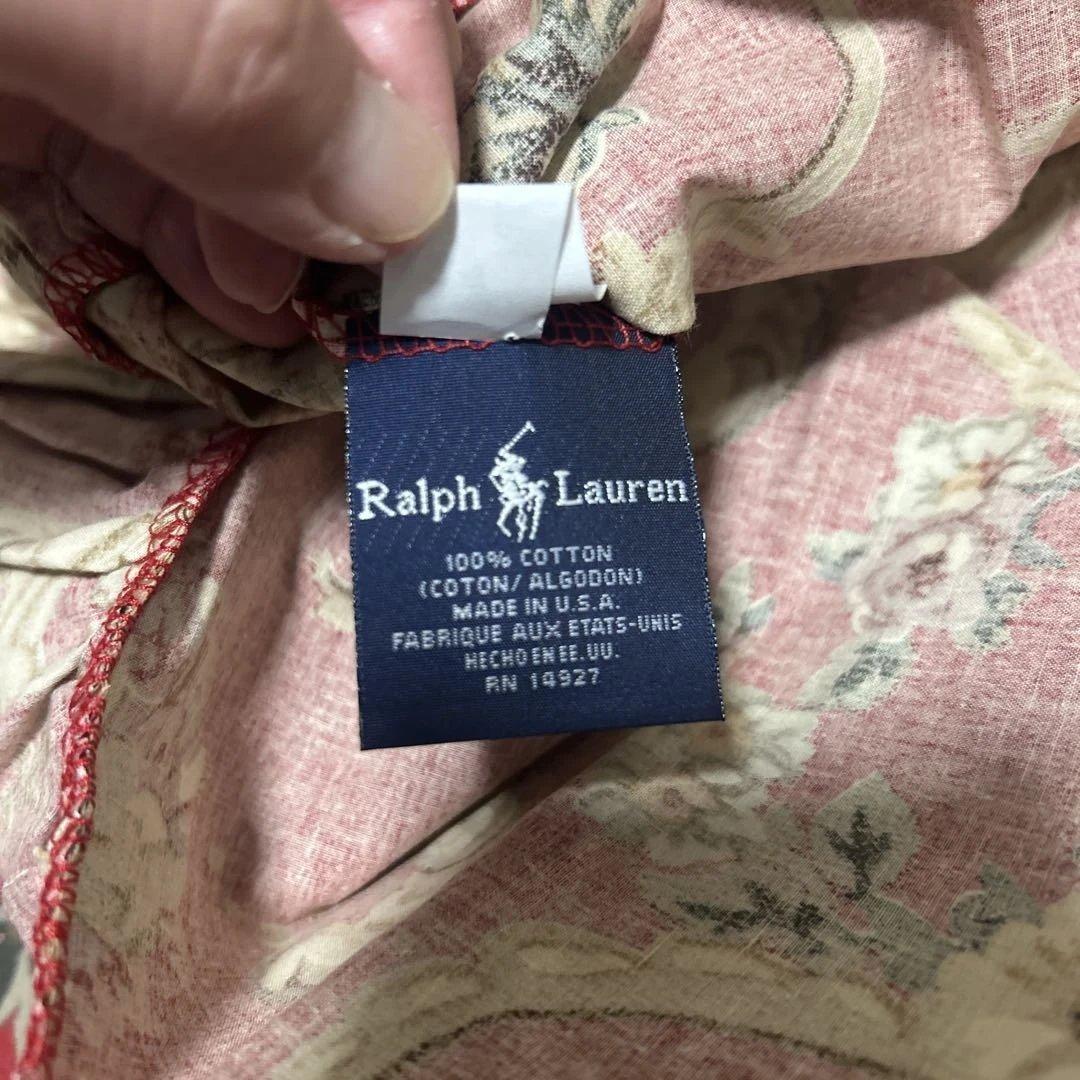 Ralph Lauren
100% COTTON
(COTON/ALGODON)
MADE IN U.S.A.
FABRIQUE AUX ETATS-UNIS
HECHO EN EE.UU.
RN 14927